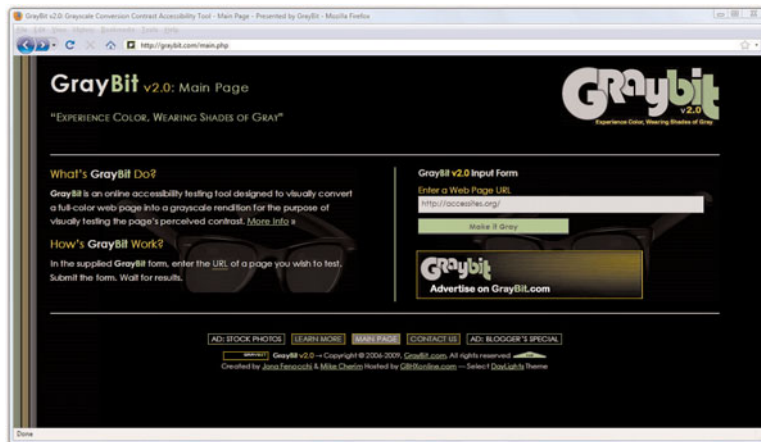 GrayBit v2.0: Grayscale Conversion Contrast Accessibility Tool - Main Page - Presented by GrayBit - Mozilla Firefox
File Edit View History Bookmarks Tools Help
http://graybit.com/main.php
GrayBit v2.0: Main Page
"Experience Color, Wearing Shades of Gray"
Graybit
v2.0
Experience Color, Wearing Shades of Gray
What's GrayBit Do?
GrayBit is an online accessibility testing tool designed to visually convert
a full-color web page into a grayscale rendition for the purpose of
visually testing the page's perceived contrast. More Info »
How's GrayBit Work?
In the supplied GrayBit form, enter the URL of a page you wish to test.
Submit the form. Wait for results.
GrayBit v2.0 Input Form
Enter a Web Page URL
http://accessites.org/
Make it Gray
Graybit
Advertise on GrayBit.com
AD: STOCK PHOTOS LEARN MORE MAIN PAGE CONTACT US AD: BLOGGER'S SPECIAL
GrayBit v2.0 → Copyright © 2006-2009, GrayBit.com. All rights reserved
Created by Jona Fenocchi & Mike Cherim Hosted by GBHXonline.com — Select DayLights Theme
Done